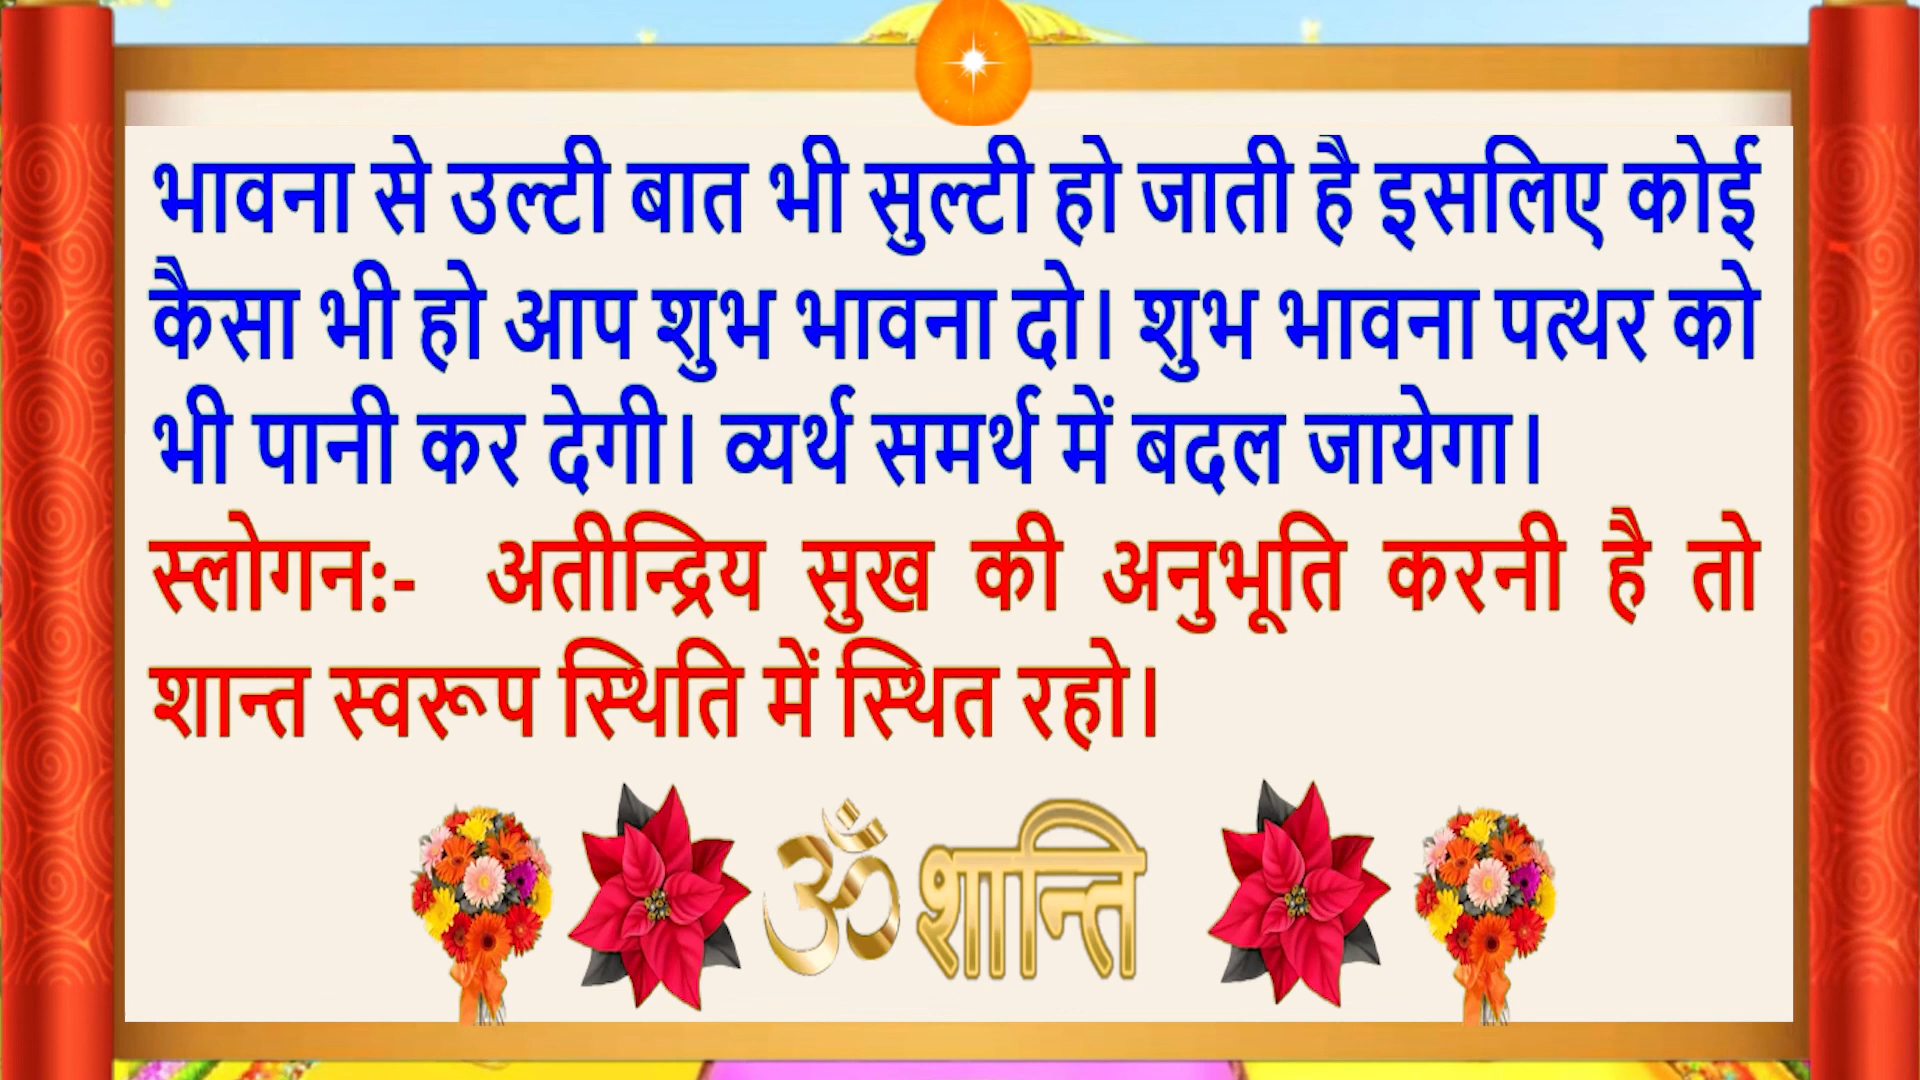 भावना से उल्टी बात भी सुल्टी हो जाती है इसलिए कोई
कैसा भी हो आप शुभ भावना दो। शुभ भावना पत्थर को
भी पानी कर देगी। व्यर्थ समर्थ में बदल जायेगा।
स्लोगन:- अतीन्द्रिय सुख की अनुभूति करनी है तो
शान्त स्वरूप स्थिति में स्थित रहो।
ॐ शान्ति